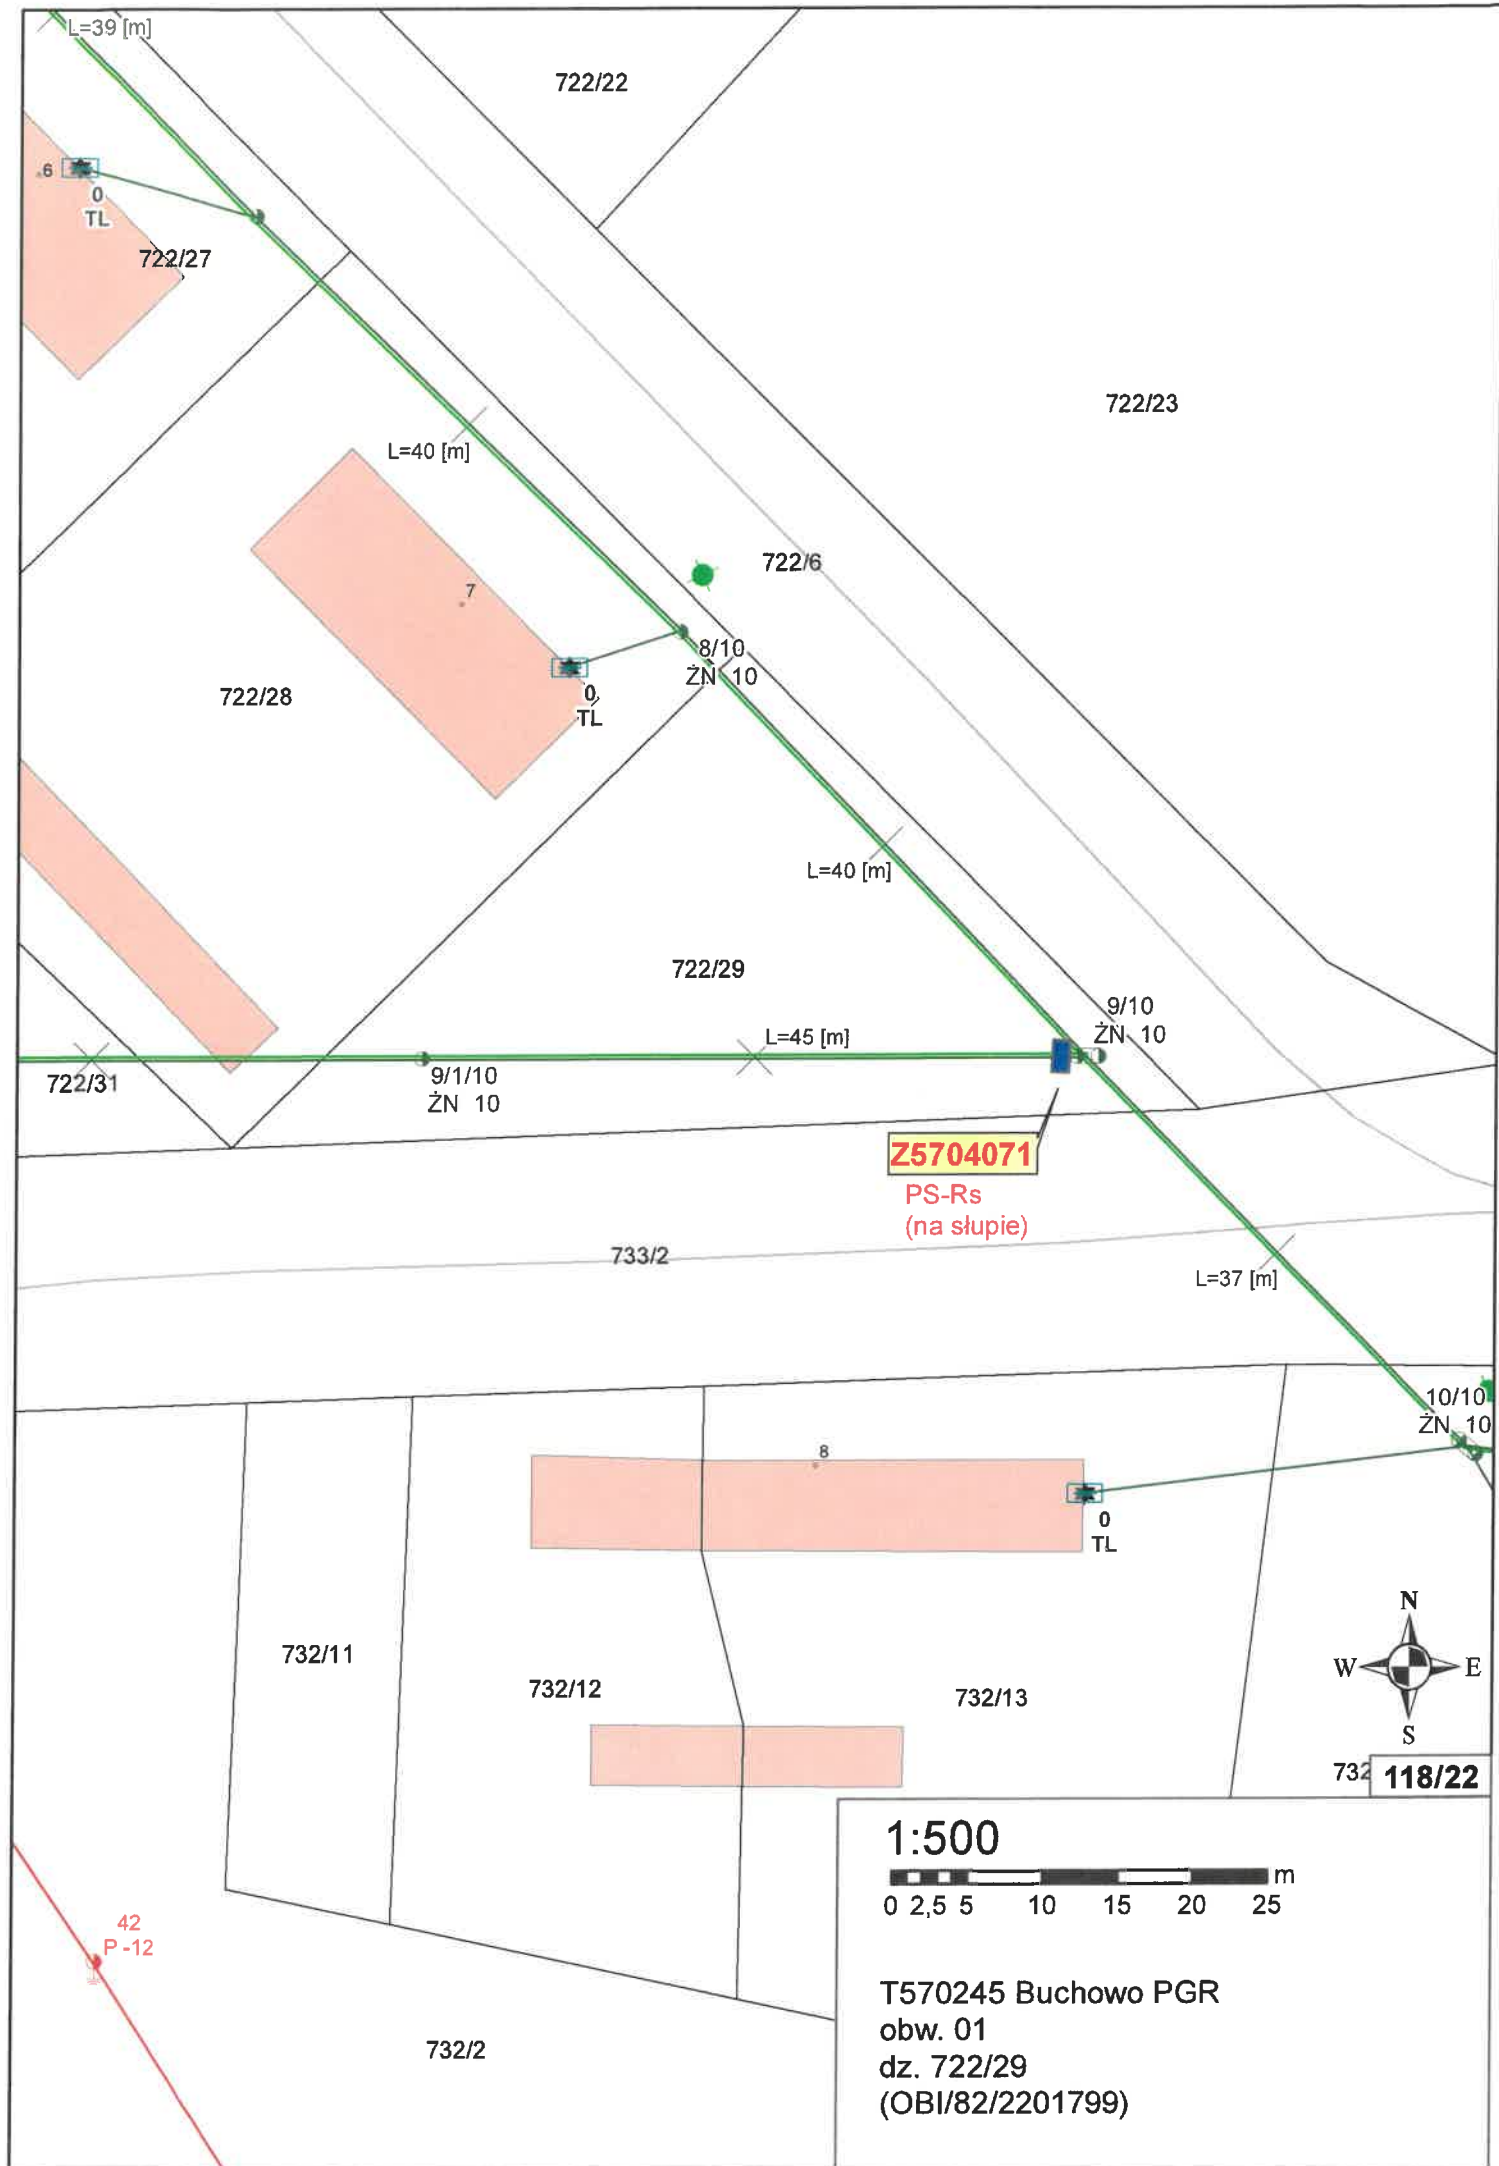 L=39 [m]
722/22
6
0
TL
722/27
722/23
L=40 [m]
722/6
7
8/10
ŻN 10
0
TL
722/28
L=40 [m]
722/29
9/10
ŻN 10
L=45 [m]
722/31
9/1/10
ŻN 10
Z5704071
PS-Rs
(na słupie)
733/2
L=37 [m]
10/10
ŻN 10
8
0
TL
N
W E
S
732/11
732/12
732/13
732
118/22
1:500
m
0 2,5 5 10 15 20 25
42
P -12
732/2
T570245 Buchowo PGR
obw. 01
dz. 722/29
(OBI/82/2201799)